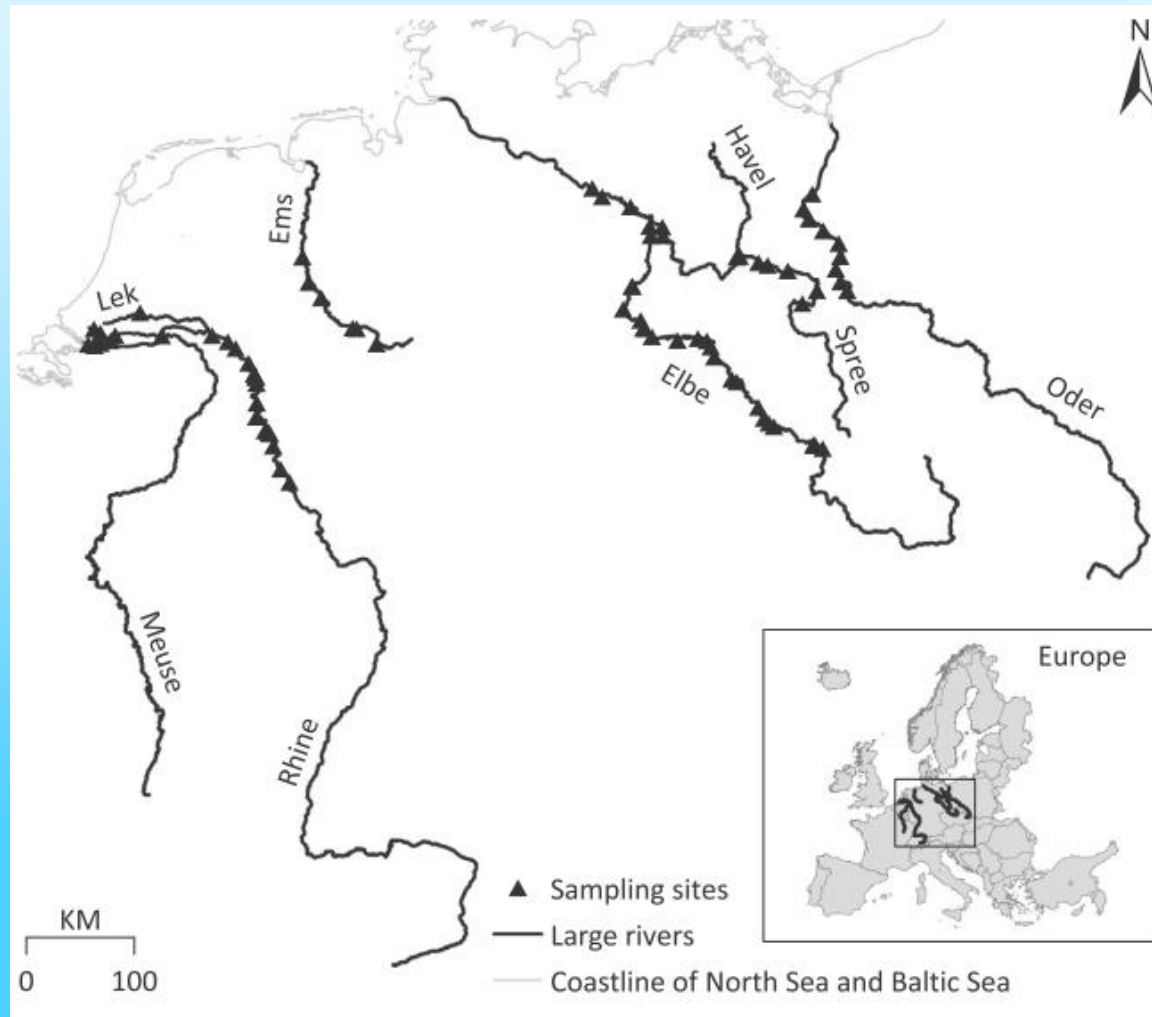 N
Havel
Ems
Lek
Spree
Elbe
Oder
Meuse
Rhine
Europe
Sampling sites
KM
Large rivers
0 100
Coastline of North Sea and Baltic Sea